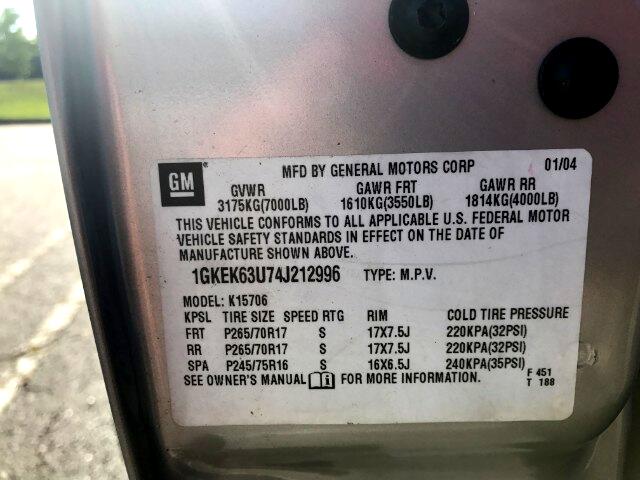 GM MFD BY GENERAL MOTORS CORP 01/04
GVWR GAWR FRT GAWR RR
3175KG(7000LB) 1610KG(3550LB) 1814KG(4000LB)
THIS VEHICLE CONFORMS TO ALL APPLICABLE U.S. FEDERAL MOTOR
VEHICLE SAFETY STANDARDS IN EFFECT ON THE DATE OF
MANUFACTURE SHOWN ABOVE.
1GKEK63U74J212996 TYPE: M.P.V.
MODEL: K15706
KPSL TIRE SIZE SPEED RTG RIM COLD TIRE PRESSURE
FRT P265/70R17 S 17X7.5J 220KPA(32PSI)
RR P265/70R17 S 17X7.5J 220KPA(32PSI)
SPA P245/75R16 S 16X6.5J 240KPA(35PSI) F 451
SEE OWNER'S MANUAL FOR MORE INFORMATION. T 188